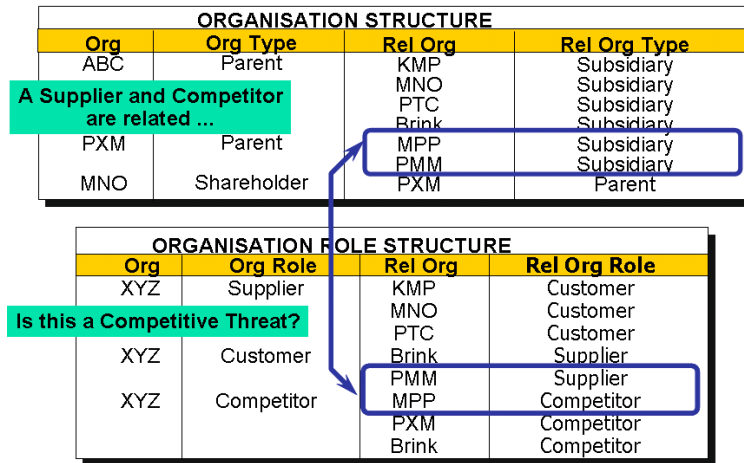 ORGANISATION STRUCTURE
Org Org Type Rel Org Rel Org Type
ABC Parent KMP Subsidiary
MNO Subsidiary
A Supplier and Competitor
are related ...
PTC Subsidiary
Brink Subsidiary
PXM Parent MPP Subsidiary
PMM Subsidiary
MNO Shareholder PXM Parent
ORGANISATION ROLE STRUCTURE
Org Org Role Rel Org Rel Org Role
XYZ Supplier KMP Customer
MNO Customer
Is this a Competitive Threat?
PTC Customer
XYZ Customer Brink Supplier
PMM Supplier
XYZ Competitor MPP Competitor
PXM Competitor
Brink Competitor